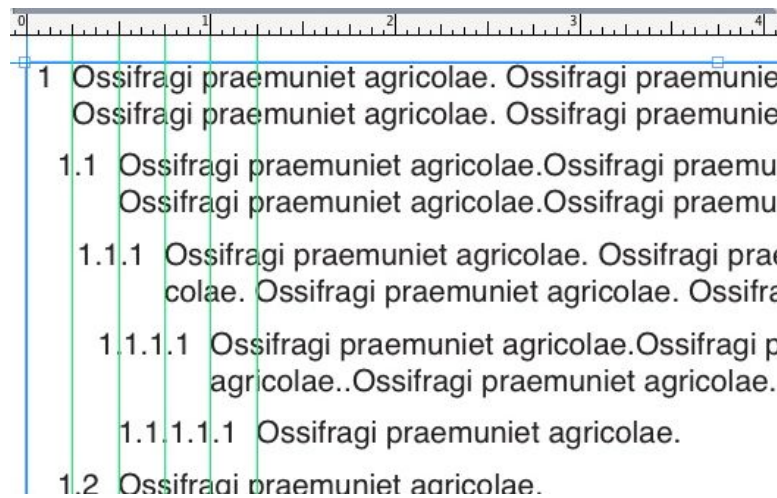 0 1 2 3 4
1 Ossifragi praemuniet agricolae. Ossifragi praemunie
Ossifragi praemuniet agricolae. Ossifragi praemunie
1.1 Ossifragi praemuniet agricolae.Ossifragi praemu
Ossifragi praemuniet agricolae.Ossifragi praemu
1.1.1 Ossifragi praemuniet agricolae. Ossifragi prae
colae. Ossifragi praemuniet agricolae. Ossifra
1.1.1.1 Ossifragi praemuniet agricolae.Ossifragi p
agricolae..Ossifragi praemuniet agricolae.
1.1.1.1.1 Ossifragi praemuniet agricolae.
1.2 Ossifragi praemuniet agricolae.